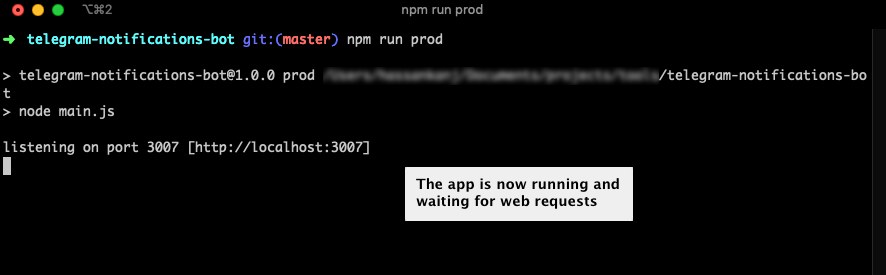 ⌥⌘2 npm run prod
➜ telegram-notifications-bot git:(master) npm run prod
> telegram-notifications-bot@1.0.0 prod /telegram-notifications-bo
t
> node main.js
listening on port 3007 [http://localhost:3007]
The app is now running and
waiting for web requests